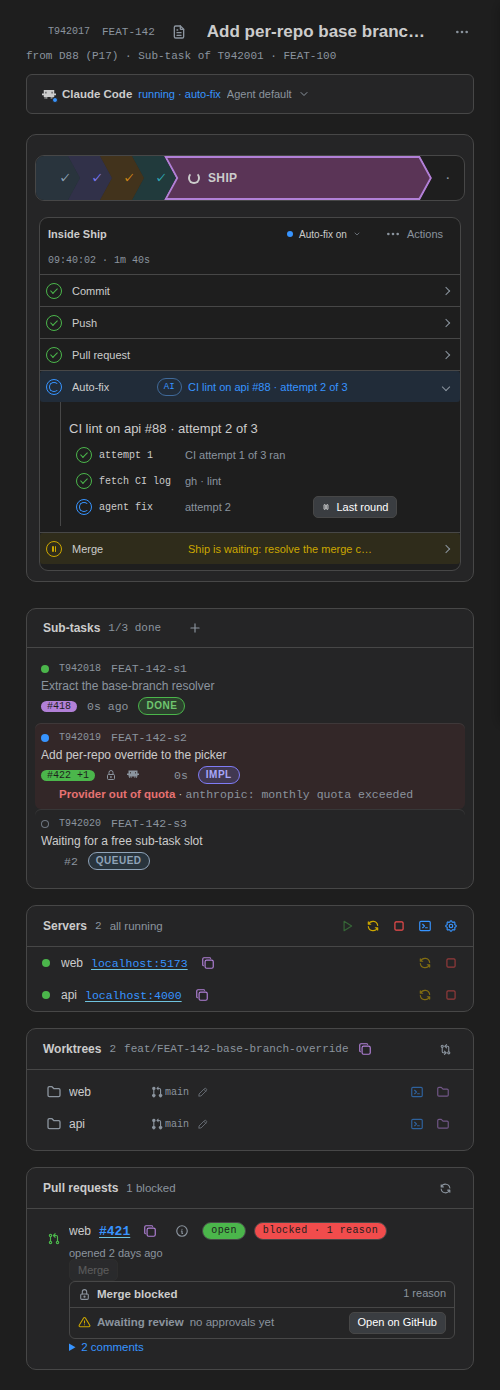 T942017 FEAT-142 Add per-repo base branc…
from D88 (P17) · Sub-task of T942001 · FEAT-100
Claude Code running · auto-fix Agent default
SHIP
Inside Ship Auto-fix on Actions
09:40:02 · 1m 40s
Commit
Push
Pull request
Auto-fix AI CI lint on api #88 · attempt 2 of 3
CI lint on api #88 · attempt 2 of 3
attempt 1 CI attempt 1 of 3 ran
fetch CI log gh · lint
agent fix attempt 2 Last round
Merge Ship is waiting: resolve the merge c…
Sub-tasks 1/3 done
T942018 FEAT-142-s1
Extract the base-branch resolver
#418 0s ago DONE
T942019 FEAT-142-s2
Add per-repo override to the picker
#422 +1 0s IMPL
Provider out of quota · anthropic: monthly quota exceeded
T942020 FEAT-142-s3
Waiting for a free sub-task slot
#2 QUEUED
Servers 2 all running
web localhost:5173
api localhost:4000
Worktrees 2 feat/FEAT-142-base-branch-override
web main
api main
Pull requests 1 blocked
web #421 open blocked · 1 reason
opened 2 days ago
Merge
Merge blocked 1 reason
Awaiting review no approvals yet Open on GitHub
2 comments